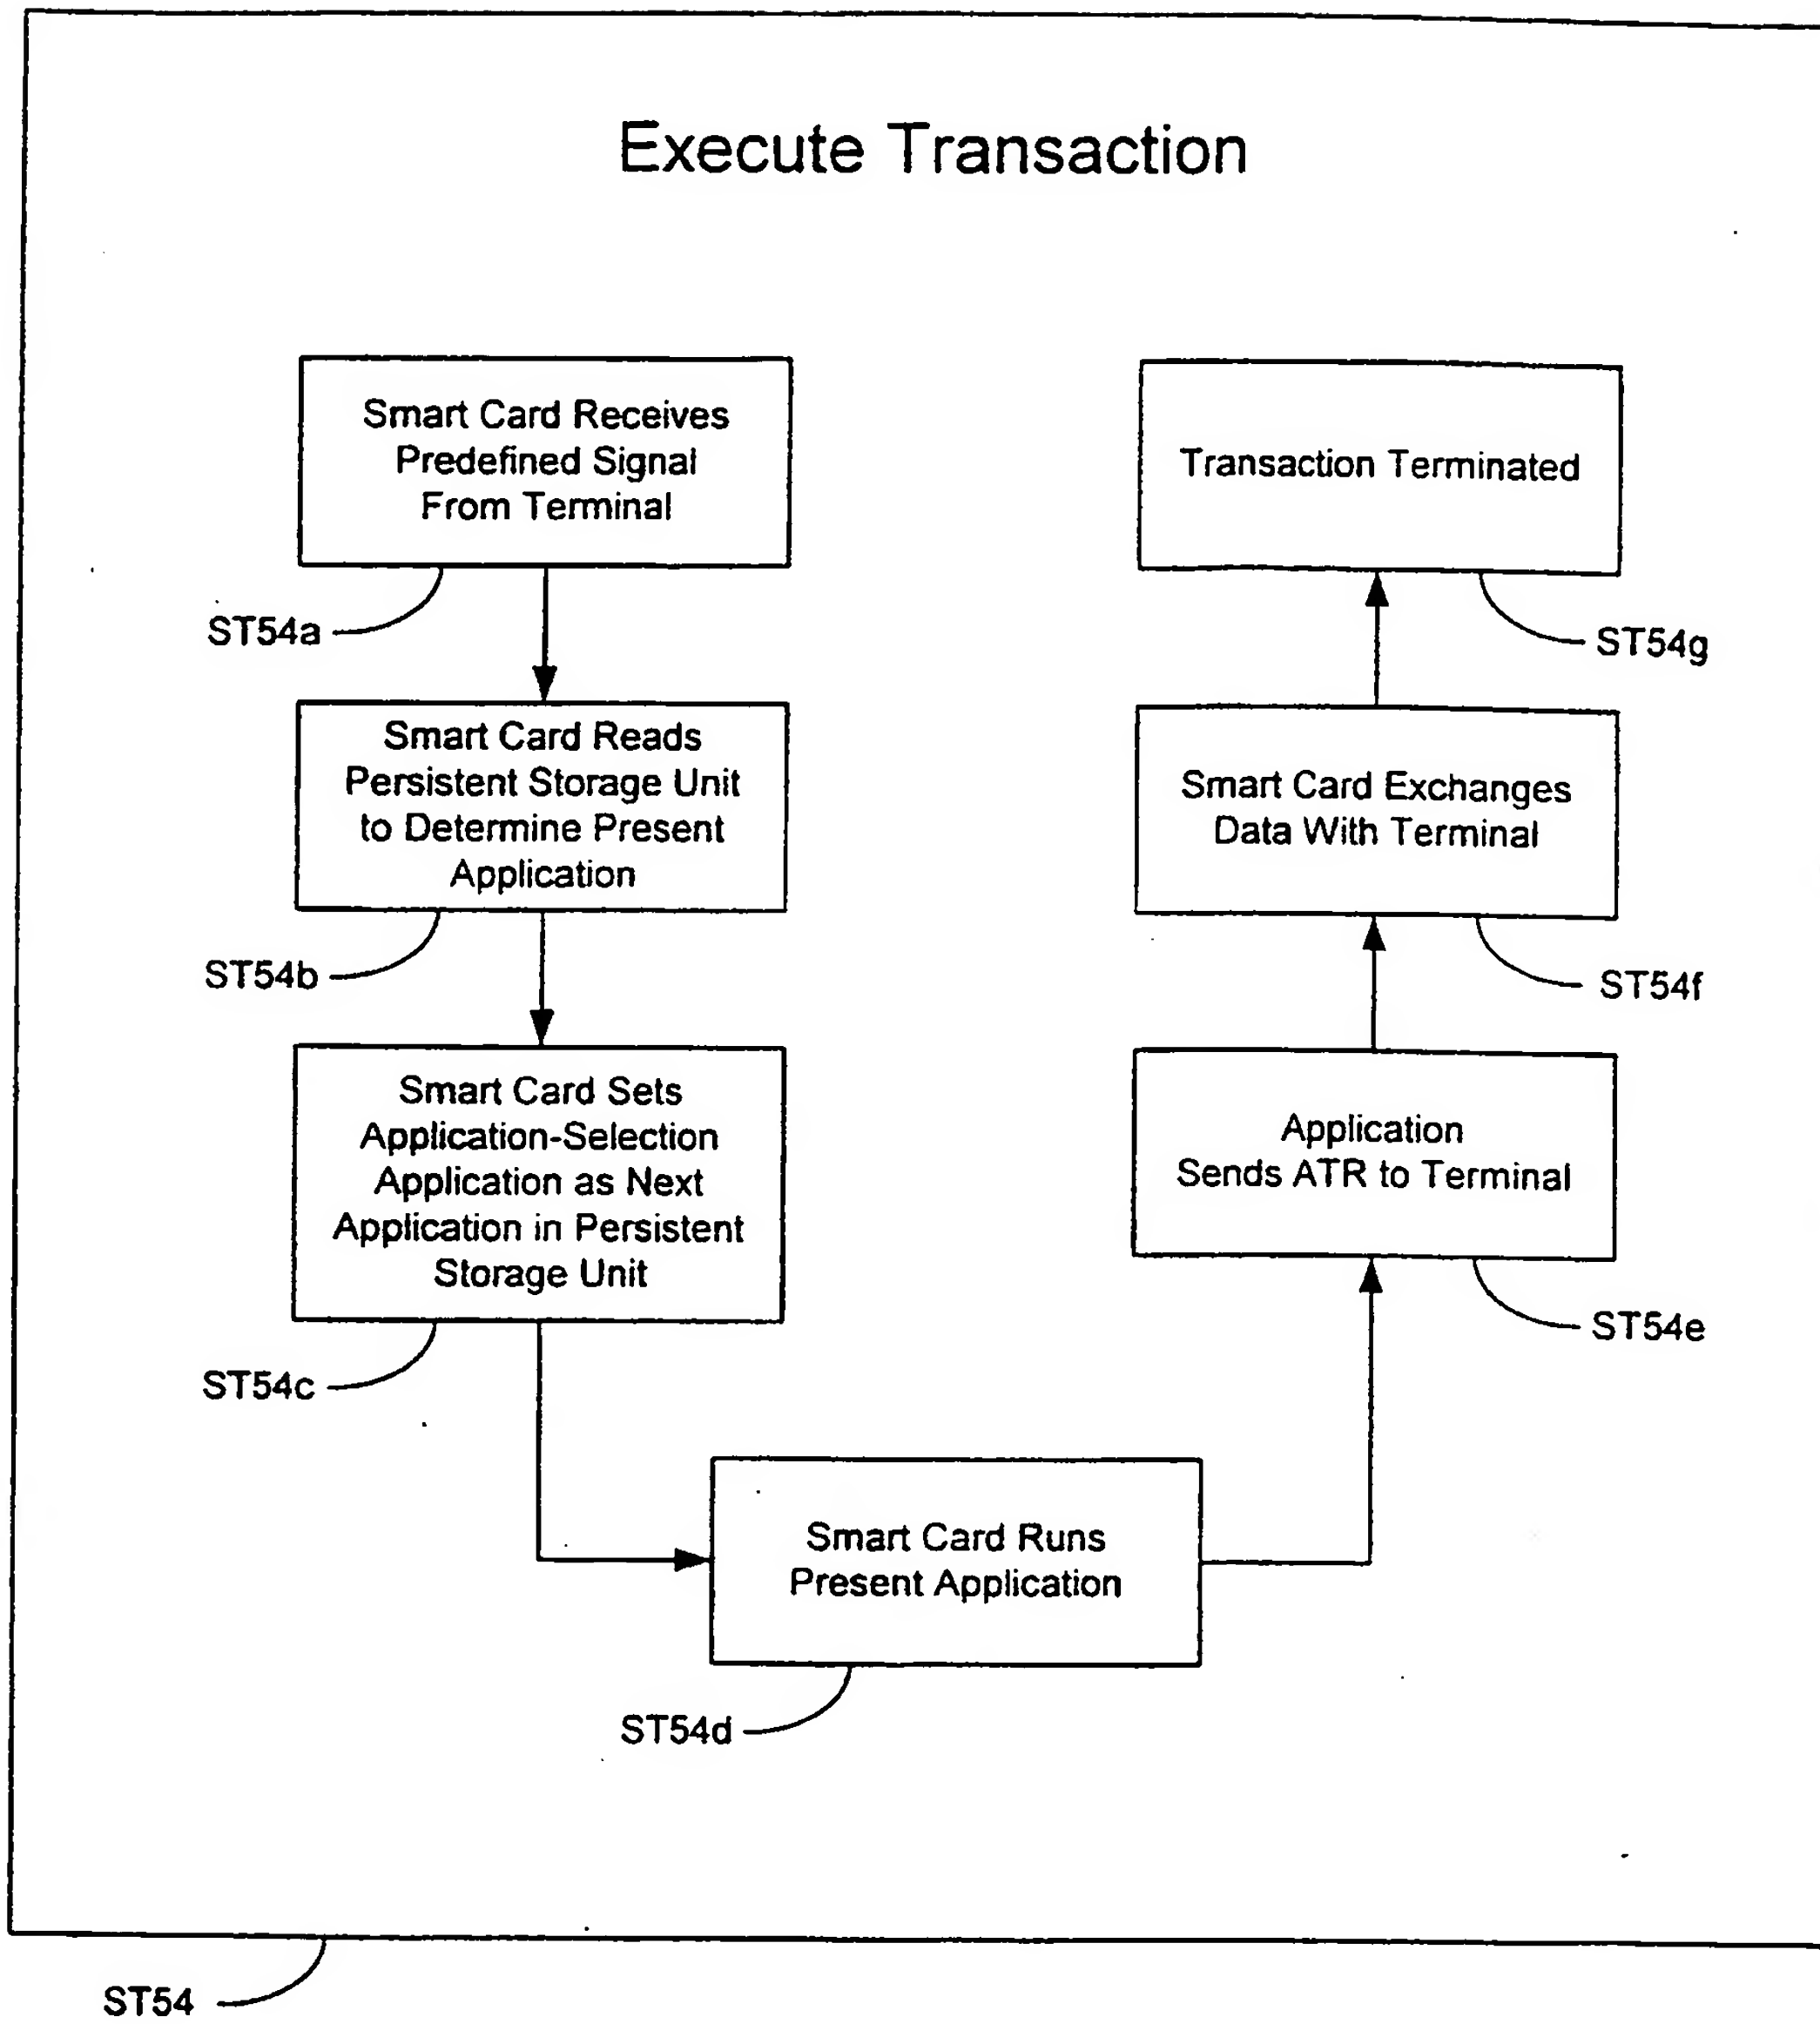 Execute Transaction
Smart Card Receives
Predefined Signal
From Terminal
ST54a
Smart Card Reads
Persistent Storage Unit
to Determine Present
Application
ST54b
Smart Card Sets
Application-Selection
Application as Next
Application in Persistent
Storage Unit
ST54c
Smart Card Runs
Present Application
ST54d
Application
Sends ATR to Terminal
ST54e
Smart Card Exchanges
Data With Terminal
ST54f
Transaction Terminated
ST54g
ST54